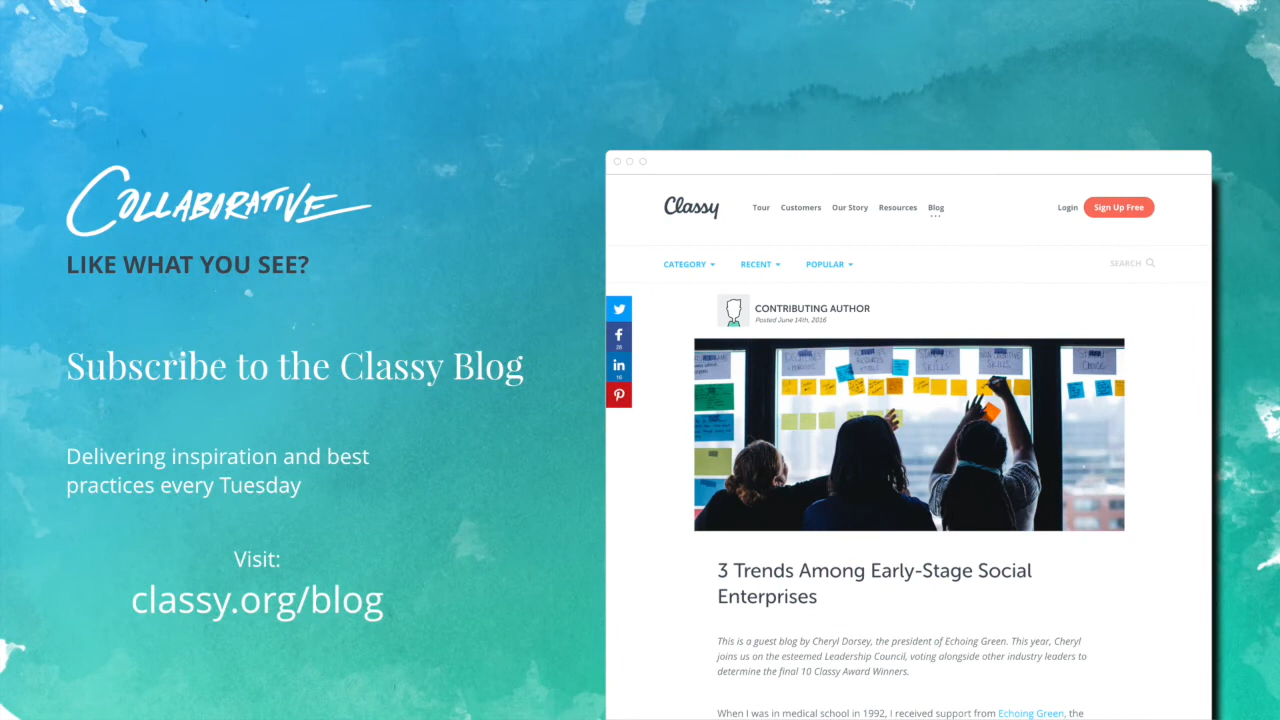 COLLABORATIVE
LIKE WHAT YOU SEE?
Subscribe to the Classy Blog
Delivering inspiration and best
practices every Tuesday
Visit:
classy.org/blog
Classy
Tour Customers Our Story Resources Blog
Login Sign Up Free
CATEGORY RECENT POPULAR
SEARCH
28
16
CONTRIBUTING AUTHOR
Posted June 14th, 2016
SKILLS
3 Trends Among Early-Stage Social
Enterprises
This is a guest blog by Cheryl Dorsey, the president of Echoing Green. This year, Cheryl
joins us on the esteemed Leadership Council, voting alongside other industry leaders to
determine the final 10 Classy Award Winners.
When I was in medical school in 1992, I received support from Echoing Green, the